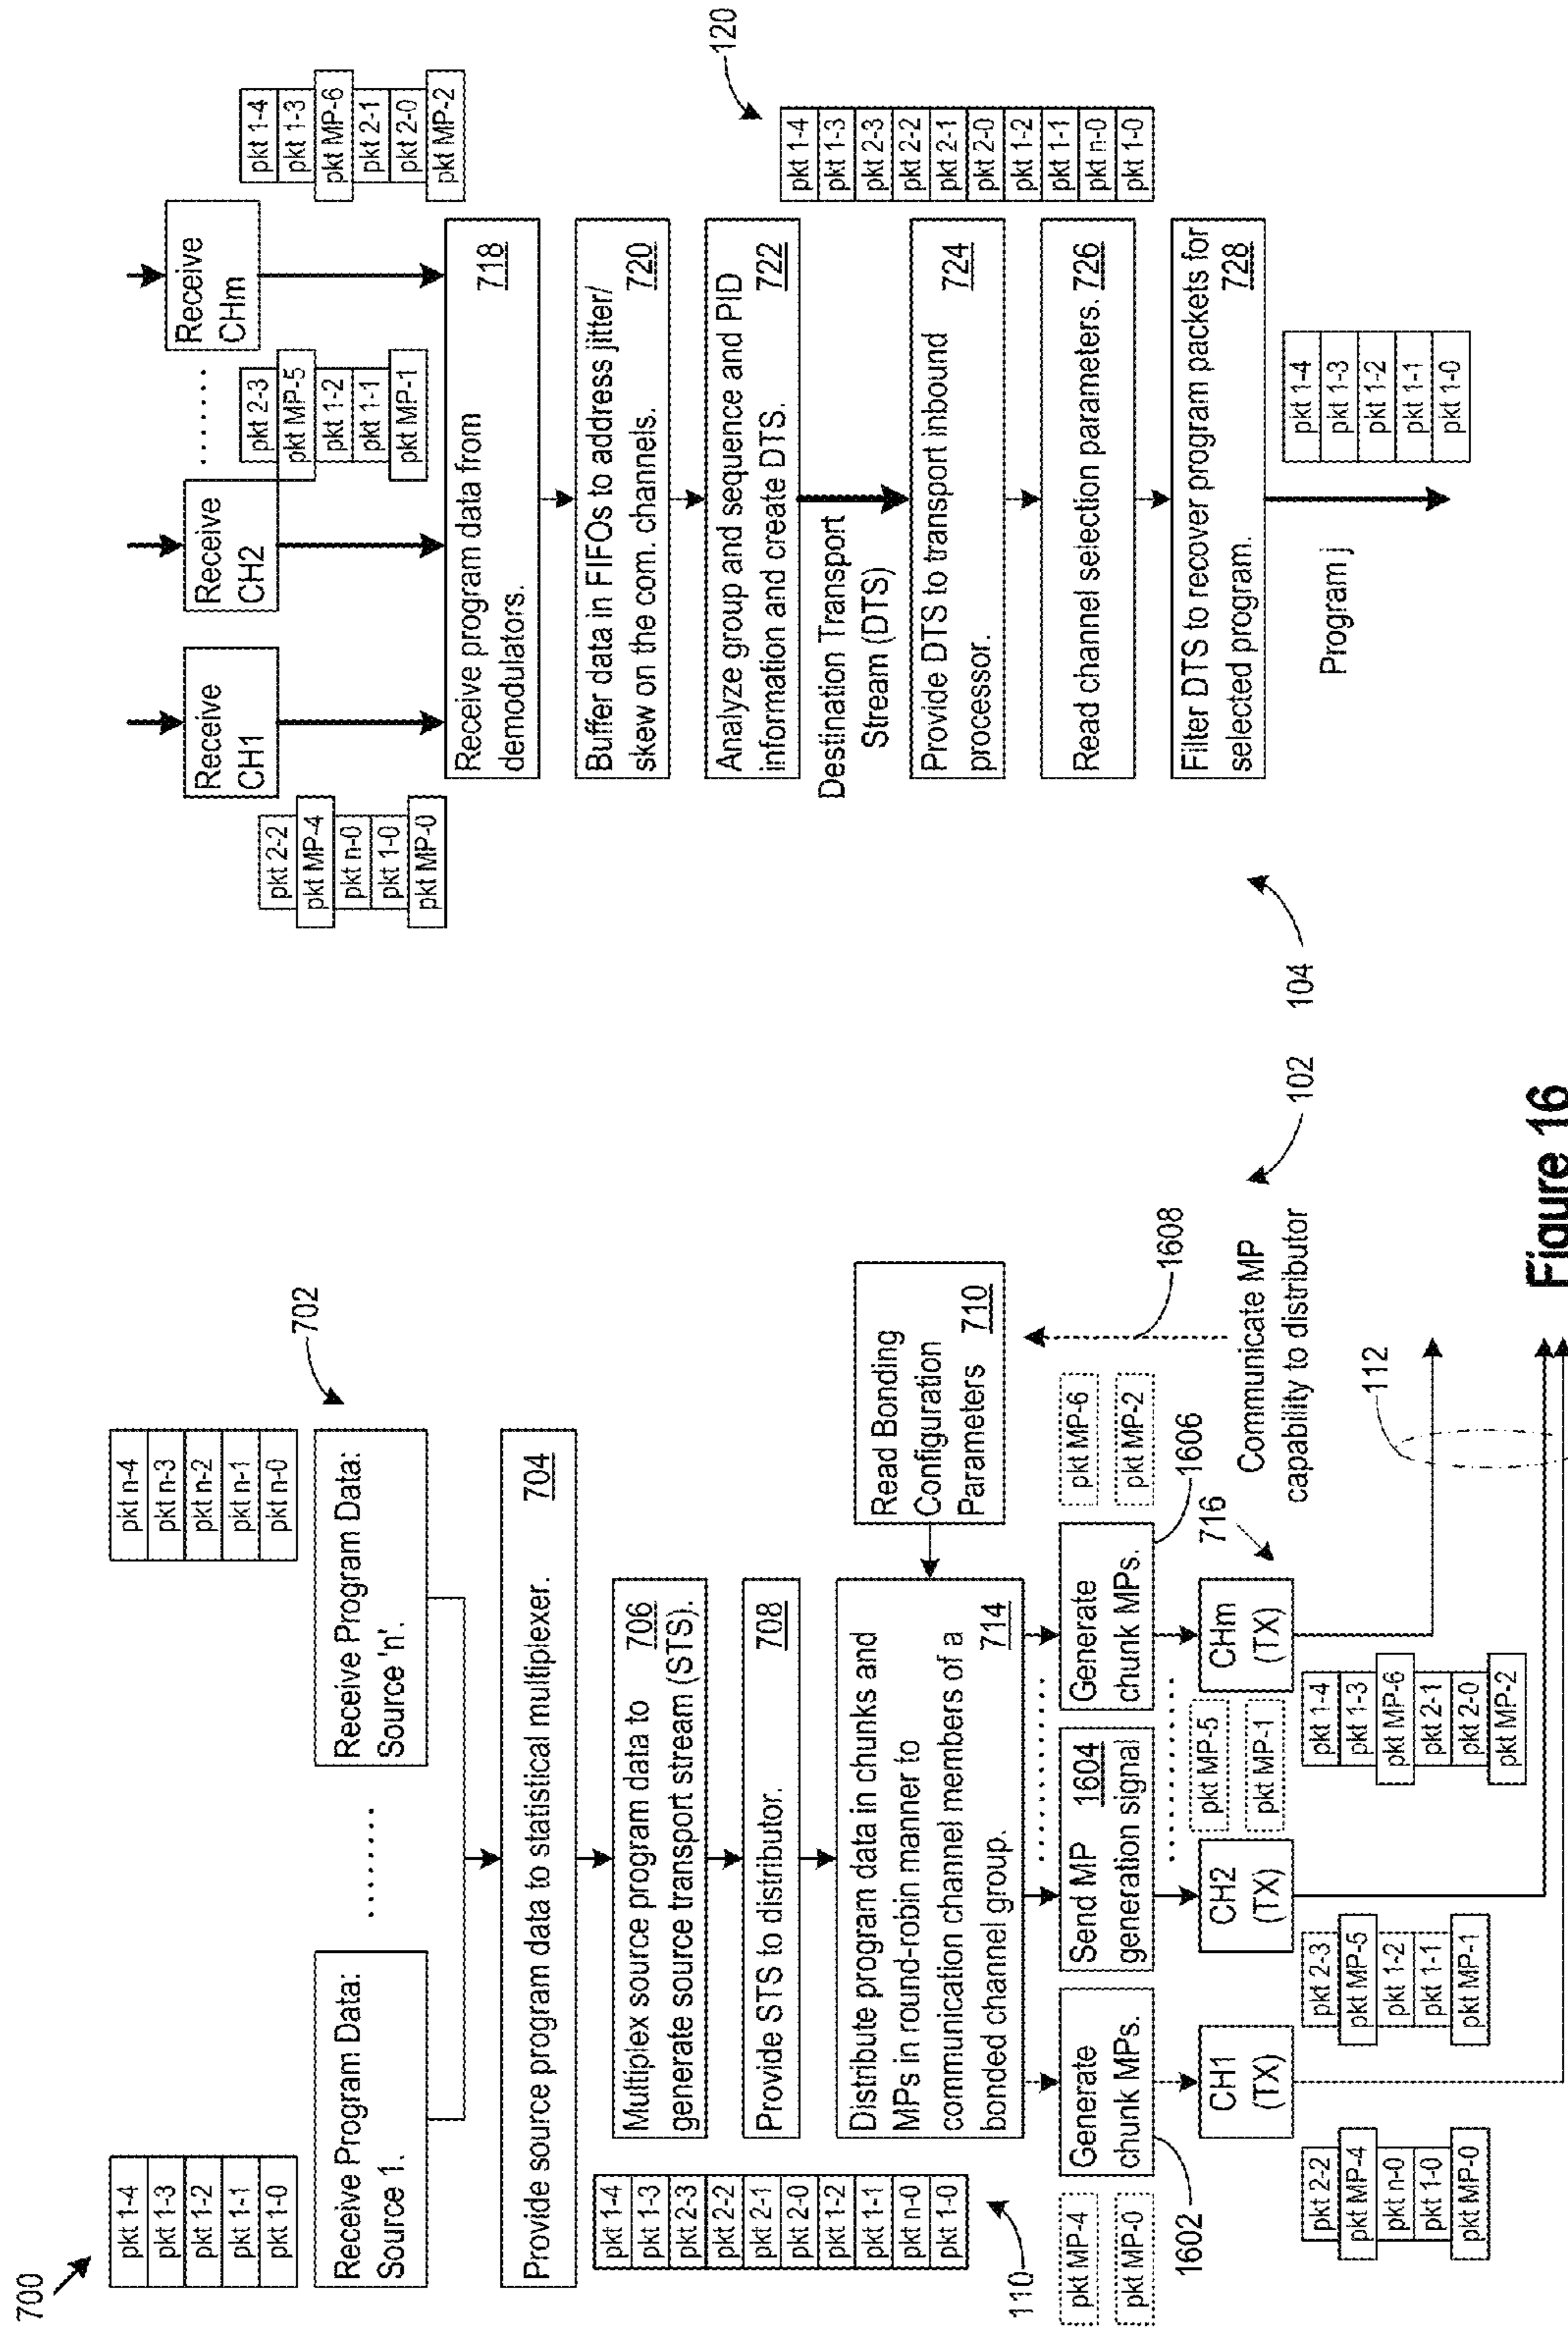 700
pkt 1-4
pkt 1-3
pkt 1-2
pkt 1-1
pkt 1-0
pkt n-4
pkt n-3
pkt n-2
pkt n-1
pkt n-0
702
Receive Program Data:
Source 1.
........
Receive Program Data:
Source 'n'.
Provide source program data to statistical multiplexer. 704
pkt 1-4
pkt 1-3
pkt 2-3
pkt 2-2
pkt 2-1
pkt 2-0
pkt 1-2
pkt 1-1
pkt n-0
pkt 1-0
110
Multiplex source program data to 706
generate source transport stream (STS).
Provide STS to distributor. 708
Distribute program data in chunks and
MPs in round-robin manner to
communication channel members of a
bonded channel group. 714
Read Bonding
Configuration
Parameters 710
1608
Communicate MP
capability to distributor
102
pkt MP-4
pkt MP-0
1602
Generate
chunk MPs.
Send MP 1604
generation signal
Generate
chunk MPs.
pkt MP-6
pkt MP-2
1606
716
CH1
(TX)
CH2
(TX)
pkt MP-5
pkt MP-1
CHm
(TX)
112
pkt 2-2
pkt MP-4
pkt n-0
pkt 1-0
pkt MP-0
pkt 2-3
pkt MP-5
pkt 1-2
pkt 1-1
pkt MP-1
pkt 1-4
pkt 1-3
pkt MP-6
pkt 2-1
pkt 2-0
pkt MP-2
Figure 16
Receive
CH1
Receive
CH2
........
Receive
CHm
pkt 2-2
pkt MP-4
pkt n-0
pkt 1-0
pkt MP-0
pkt 2-3
pkt MP-5
pkt 1-2
pkt 1-1
pkt MP-1
pkt 1-4
pkt 1-3
pkt MP-6
pkt 2-1
pkt 2-0
pkt MP-2
Receive program data from
demodulators. 718
Buffer data in FIFOs to address jitter/
skew on the com. channels. 720
Analyze group and sequence and PID
information and create DTS. 722
Destination Transport
Stream (DTS)
120
pkt 1-4
pkt 1-3
pkt 2-3
pkt 2-2
pkt 2-1
pkt 2-0
pkt 1-2
pkt 1-1
pkt n-0
pkt 1-0
Provide DTS to transport inbound
processor. 724
Read channel selection parameters. 726
Filter DTS to recover program packets for
selected program. 728
104
Program j
pkt 1-4
pkt 1-3
pkt 1-2
pkt 1-1
pkt 1-0